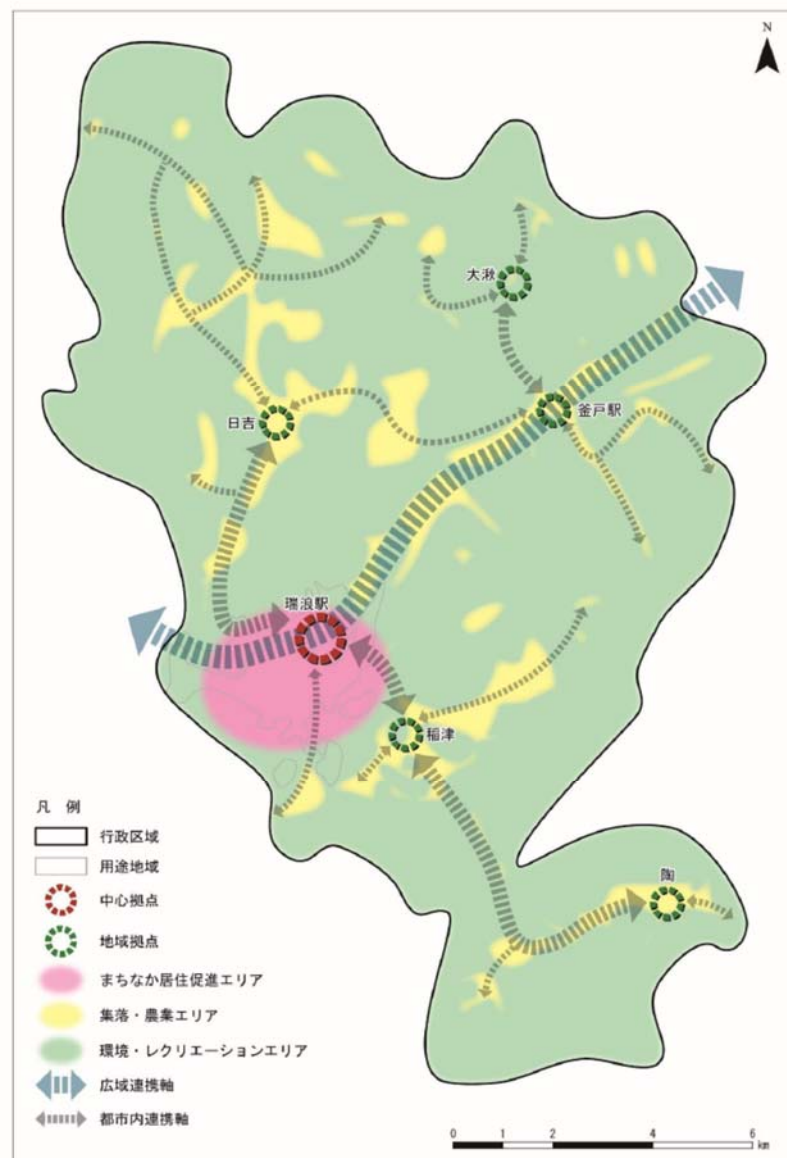 N
大湫
釜戸駅
日吉
瑞浪駅
稲津
陶
凡 例
行政区域
用途地域
中心拠点
地域拠点
まちなか居住促進エリア
集落・農業エリア
環境・レクリエーションエリア
広域連携軸
都市内連携軸
0 1 2 4 6
km